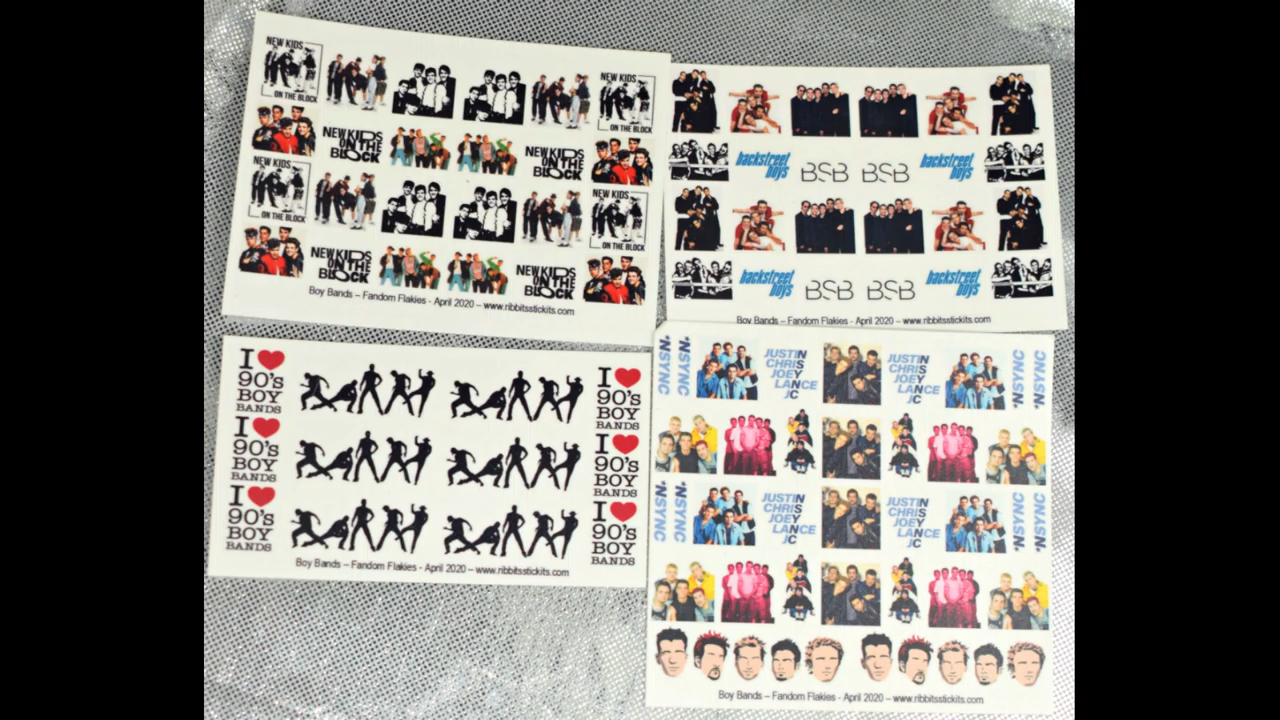 NEW KIDS
ON THE BLOCK
NEW KIDS
ON THE BLOCK
NEW KIDS
ON THE
BLOCK
NEW KIDS
ON THE
BLOCK
NEW KIDS
ON THE BLOCK
NEW KIDS
ON THE BLOCK
NEW KIDS
ON THE
BLOCK
NEW KIDS
ON THE
BLOCK
Boy Bands – Fandom Flakies - April 2020 – www.ribbitsstickits.com
backstreet
boys
BSB
BSB
backstreet
boys
backstreet
boys
BSB
BSB
backstreet
boys
Boy Bands – Fandom Flakies - April 2020 – www.ribbitsstickits.com
I ❤
90's
BOY
BANDS
I ❤
90's
BOY
BANDS
I ❤
90's
BOY
BANDS
I ❤
90's
BOY
BANDS
I ❤
90's
BOY
BANDS
I ❤
90's
BOY
BANDS
Boy Bands – Fandom Flakies - April 2020 – www.ribbitsstickits.com
'NSYNC
'NSYNC
JUSTIN
CHRIS
JOEY
LANCE
JC
JUSTIN
CHRIS
JOEY
LANCE
JC
'NSYNC
'NSYNC
'NSYNC
'NSYNC
JUSTIN
CHRIS
JOEY
LANCE
JC
JUSTIN
CHRIS
JOEY
LANCE
JC
'NSYNC
'NSYNC
Boy Bands – Fandom Flakies - April 2020 – www.ribbitsstickits.com